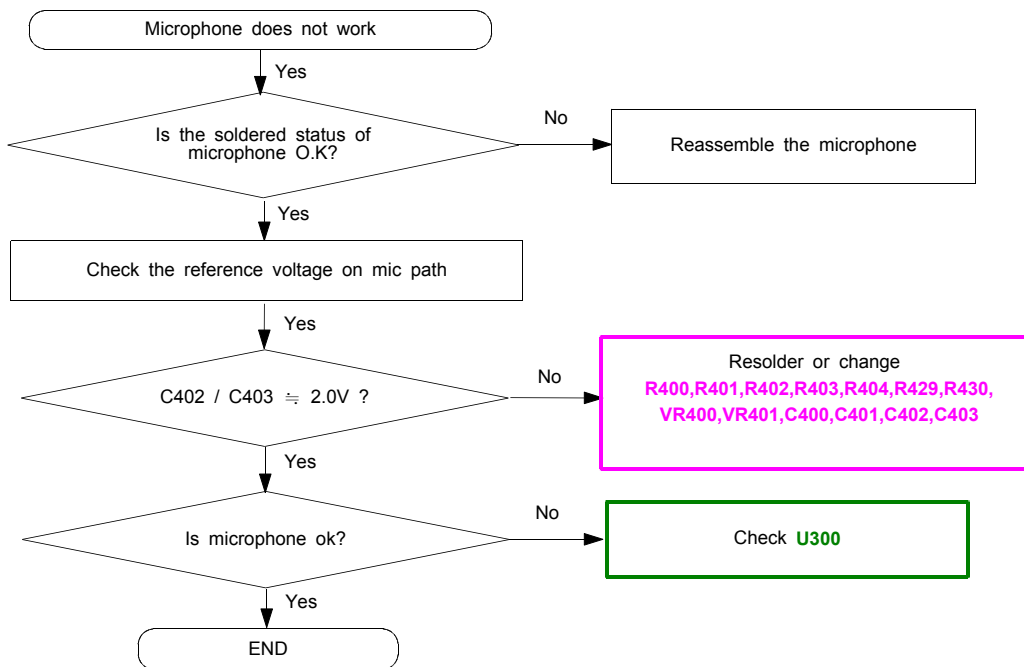 Microphone does not work
Yes
Is the soldered status of
microphone O.K?
No
Reassemble the microphone
Yes
Check the reference voltage on mic path
Yes
C402 / C403 ≒ 2.0V ?
No
Resolder or change
R400,R401,R402,R403,R404,R429,R430,
VR400,VR401,C400,C401,C402,C403
Yes
Is microphone ok?
No
Check U300
Yes
END